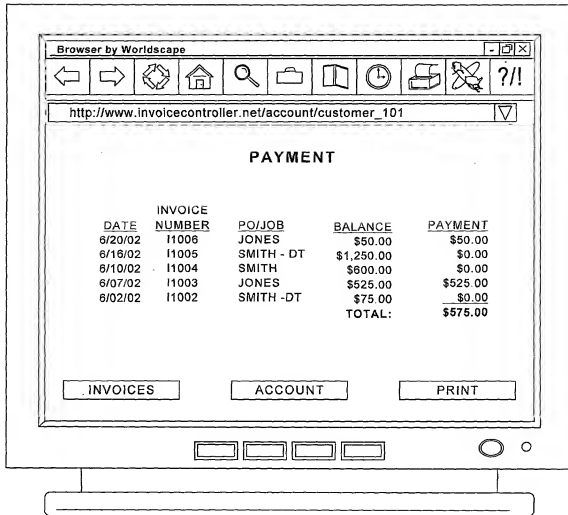 Browser by Worldscape
?/!
http://www.invoicecontroller.net/account/customer_101
PAYMENT
INVOICE
DATE NUMBER PO/JOB BALANCE PAYMENT
6/20/02 I1006 JONES $50.00 $50.00
6/16/02 I1005 SMITH - DT $1,250.00 $0.00
6/10/02 I1004 SMITH $600.00 $0.00
6/07/02 I1003 JONES $525.00 $525.00
6/02/02 I1002 SMITH -DT $75.00 $0.00
TOTAL: $575.00
INVOICES ACCOUNT PRINT